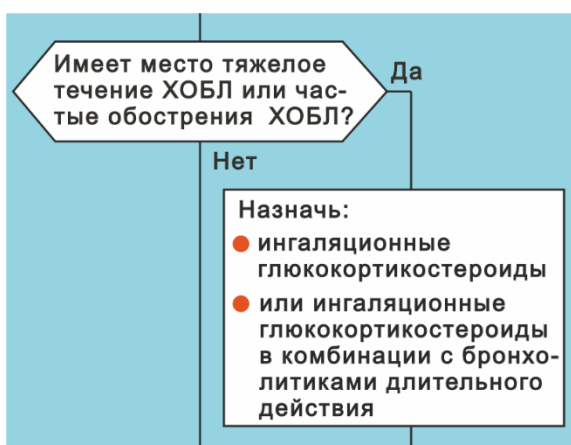 Имеет место тяжелое
течение ХОБЛ или час-
тые обострения ХОБЛ?
Да
Нет
Назначь:
ингаляционные
глюкокортикостероиды
или ингаляционные
глюкокортикостероиды
в комбинации с бронхо-
литиками длительного
действия